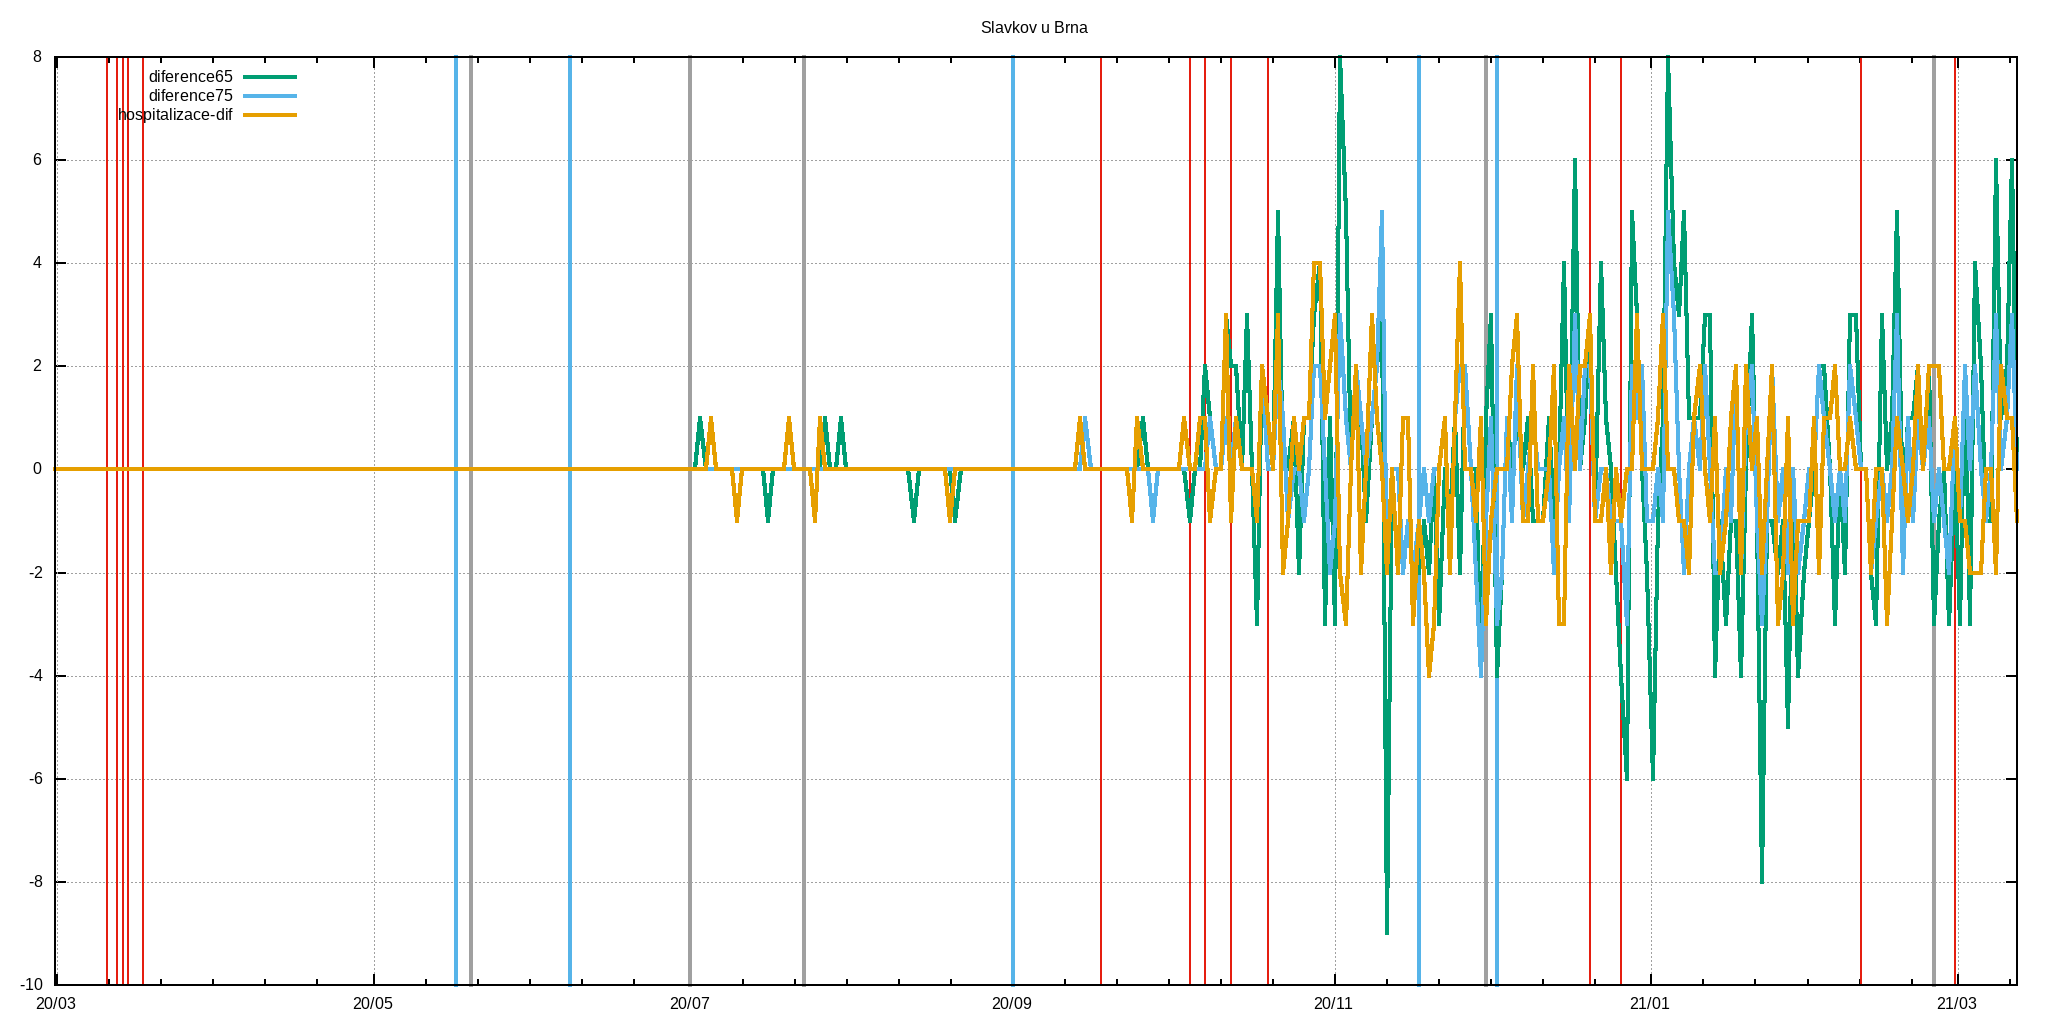 Slavkov u Brna
diference65
diference75
hospitalizace-dif
8
6
4
2
0
-2
-4
-6
-8
-10
20/03 20/05 20/07 20/09 20/11 21/01 21/03